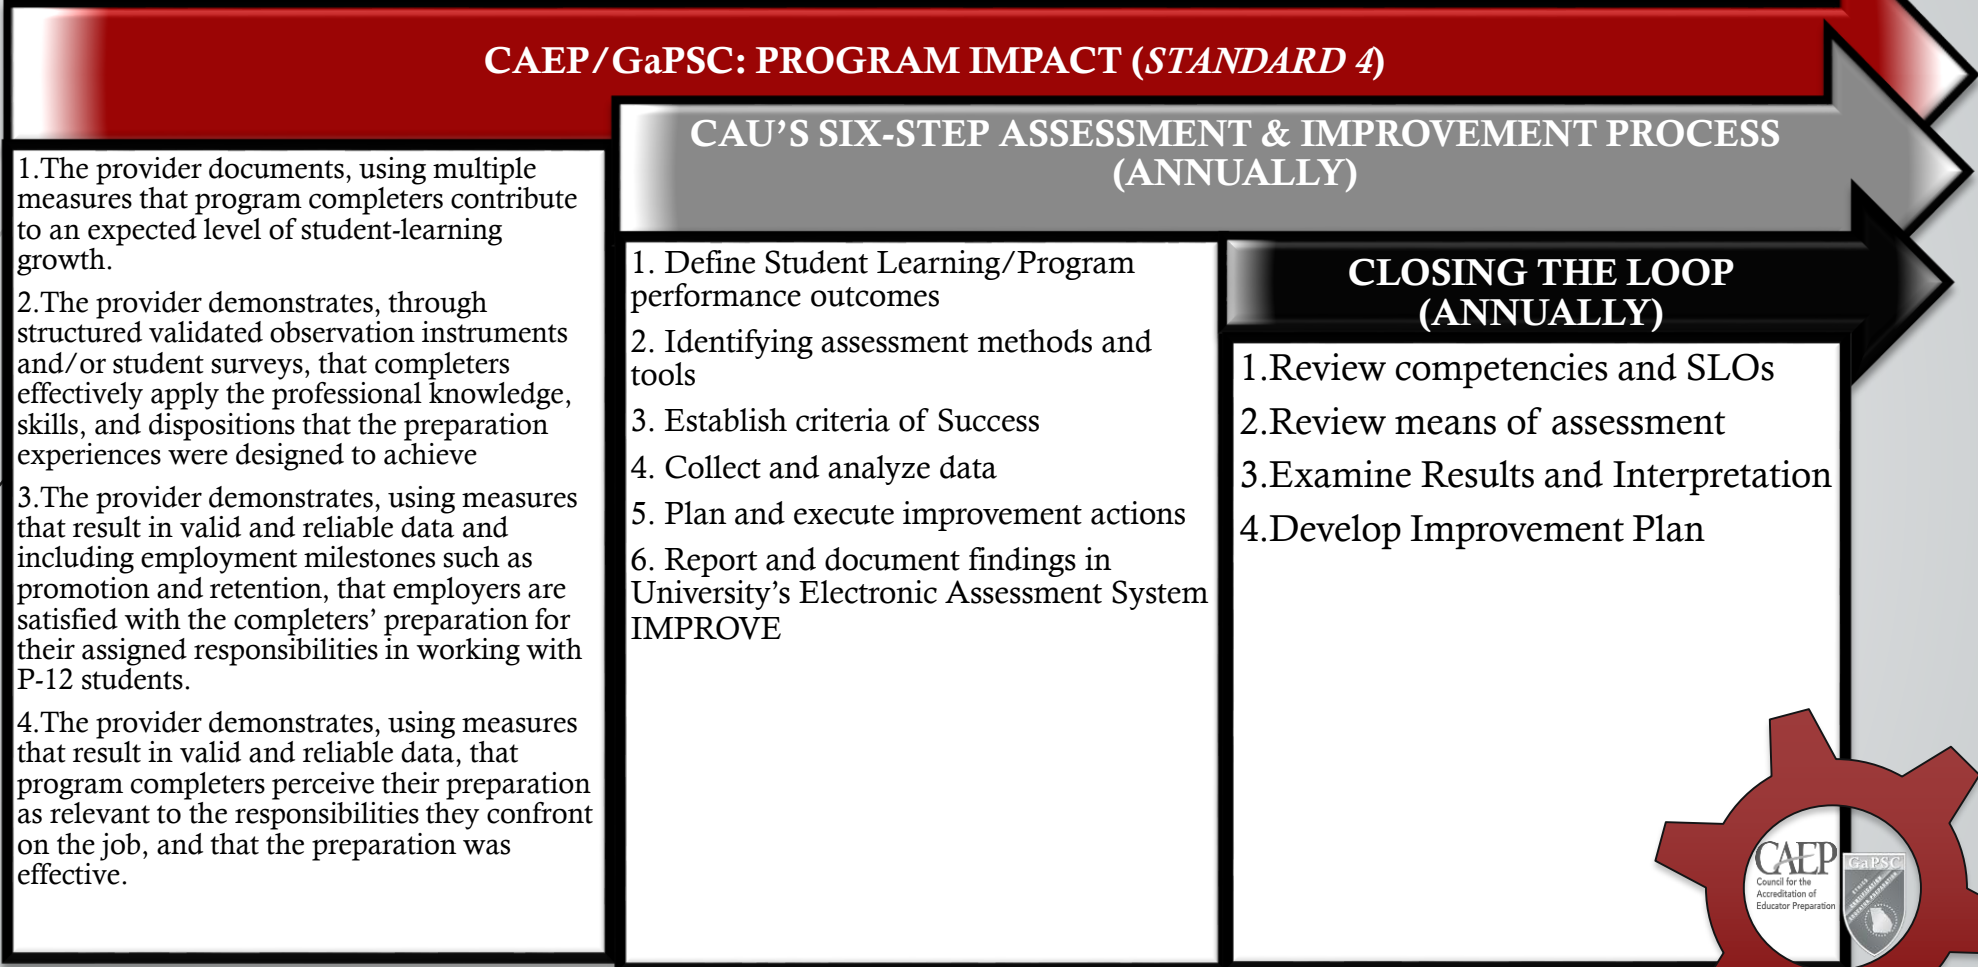 CAEP/GaPSC: PROGRAM IMPACT (STANDARD 4)
1.The provider documents, using multiple
measures that program completers contribute
to an expected level of student-learning
growth.
2.The provider demonstrates, through
structured validated observation instruments
and/or student surveys, that completers
effectively apply the professional knowledge,
skills, and dispositions that the preparation
experiences were designed to achieve
3.The provider demonstrates, using measures
that result in valid and reliable data and
including employment milestones such as
promotion and retention, that employers are
satisfied with the completers' preparation for
their assigned responsibilities in working with
P-12 students.
4.The provider demonstrates, using measures
that result in valid and reliable data, that
program completers perceive their preparation
as relevant to the responsibilities they confront
on the job, and that the preparation was
effective.
CAU'S SIX-STEP ASSESSMENT & IMPROVEMENT PROCESS
(ANNUALLY)
1. Define Student Learning/Program
performance outcomes
2. Identifying assessment methods and
tools
3. Establish criteria of Success
4. Collect and analyze data
5. Plan and execute improvement actions
6. Report and document findings in
University's Electronic Assessment System
IMPROVE
CLOSING THE LOOP
(ANNUALLY)
1.Review competencies and SLOs
2.Review means of assessment
3.Examine Results and Interpretation
4.Develop Improvement Plan
CAEP
Council for the
Accreditation of
Educator Preparation
GaPSC